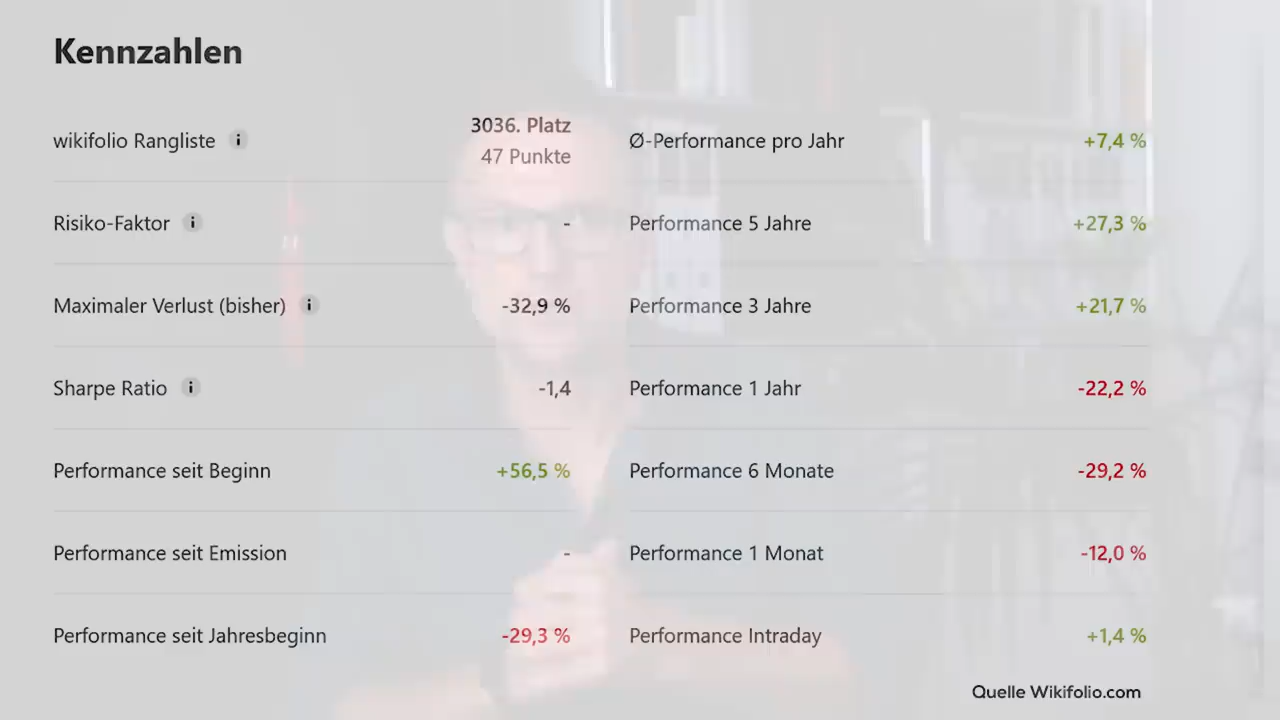 Kennzahlen
wikifolio Rangliste i 3036. Platz
47 Punkte
Risiko-Faktor i -
Maximaler Verlust (bisher) i -32,9 %
Sharpe Ratio i -1,4
Performance seit Beginn +56,5 %
Performance seit Emission -
Performance seit Jahresbeginn -29,3 %
Ø-Performance pro Jahr +7,4 %
Performance 5 Jahre +27,3 %
Performance 3 Jahre +21,7 %
Performance 1 Jahr -22,2 %
Performance 6 Monate -29,2 %
Performance 1 Monat -12,0 %
Performance Intraday +1,4 %
Quelle Wikifolio.com